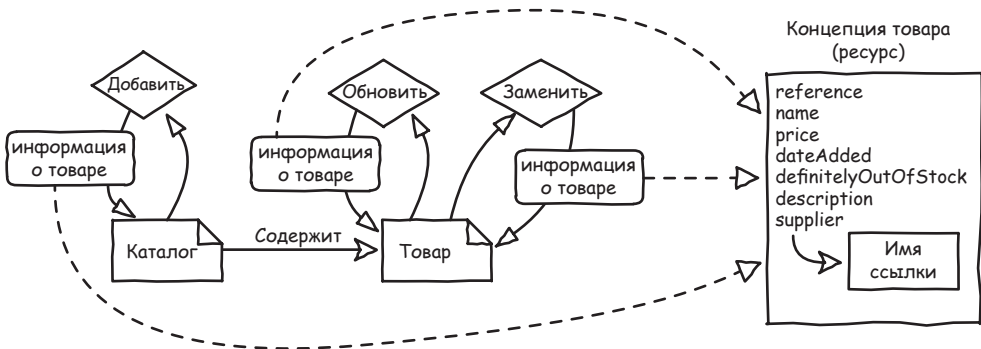 Концепция товара
(ресурс)
Добавить
Обновить
Заменить
информация
о товаре
информация
о товаре
информация
о товаре
Каталог
Содержит
Товар
reference
name
price
dateAdded
definitelyOutOfStock
description
supplier
Имя
ссылки